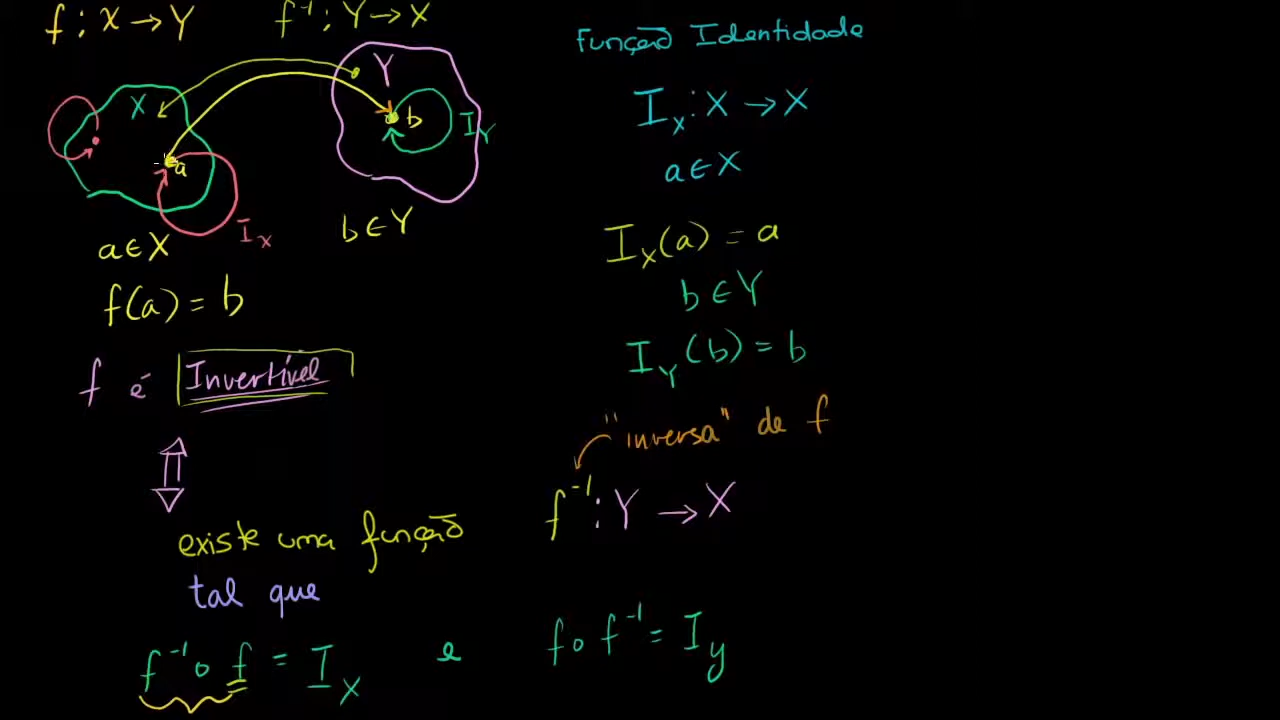 f : X → Y
f⁻¹ : Y → X
X
a
I_X
Y
b
I_Y
a ∈ X
b ∈ Y
f(a) = b
f é Invertível
⇕
existe uma função
tal que
f⁻¹ o f = I_X e f o f⁻¹ = I_y
Função Identidade
I_X : X → X
a ∈ X
I_X(a) = a
b ∈ Y
I_Y(b) = b
"inversa" de f
f⁻¹ : Y → X